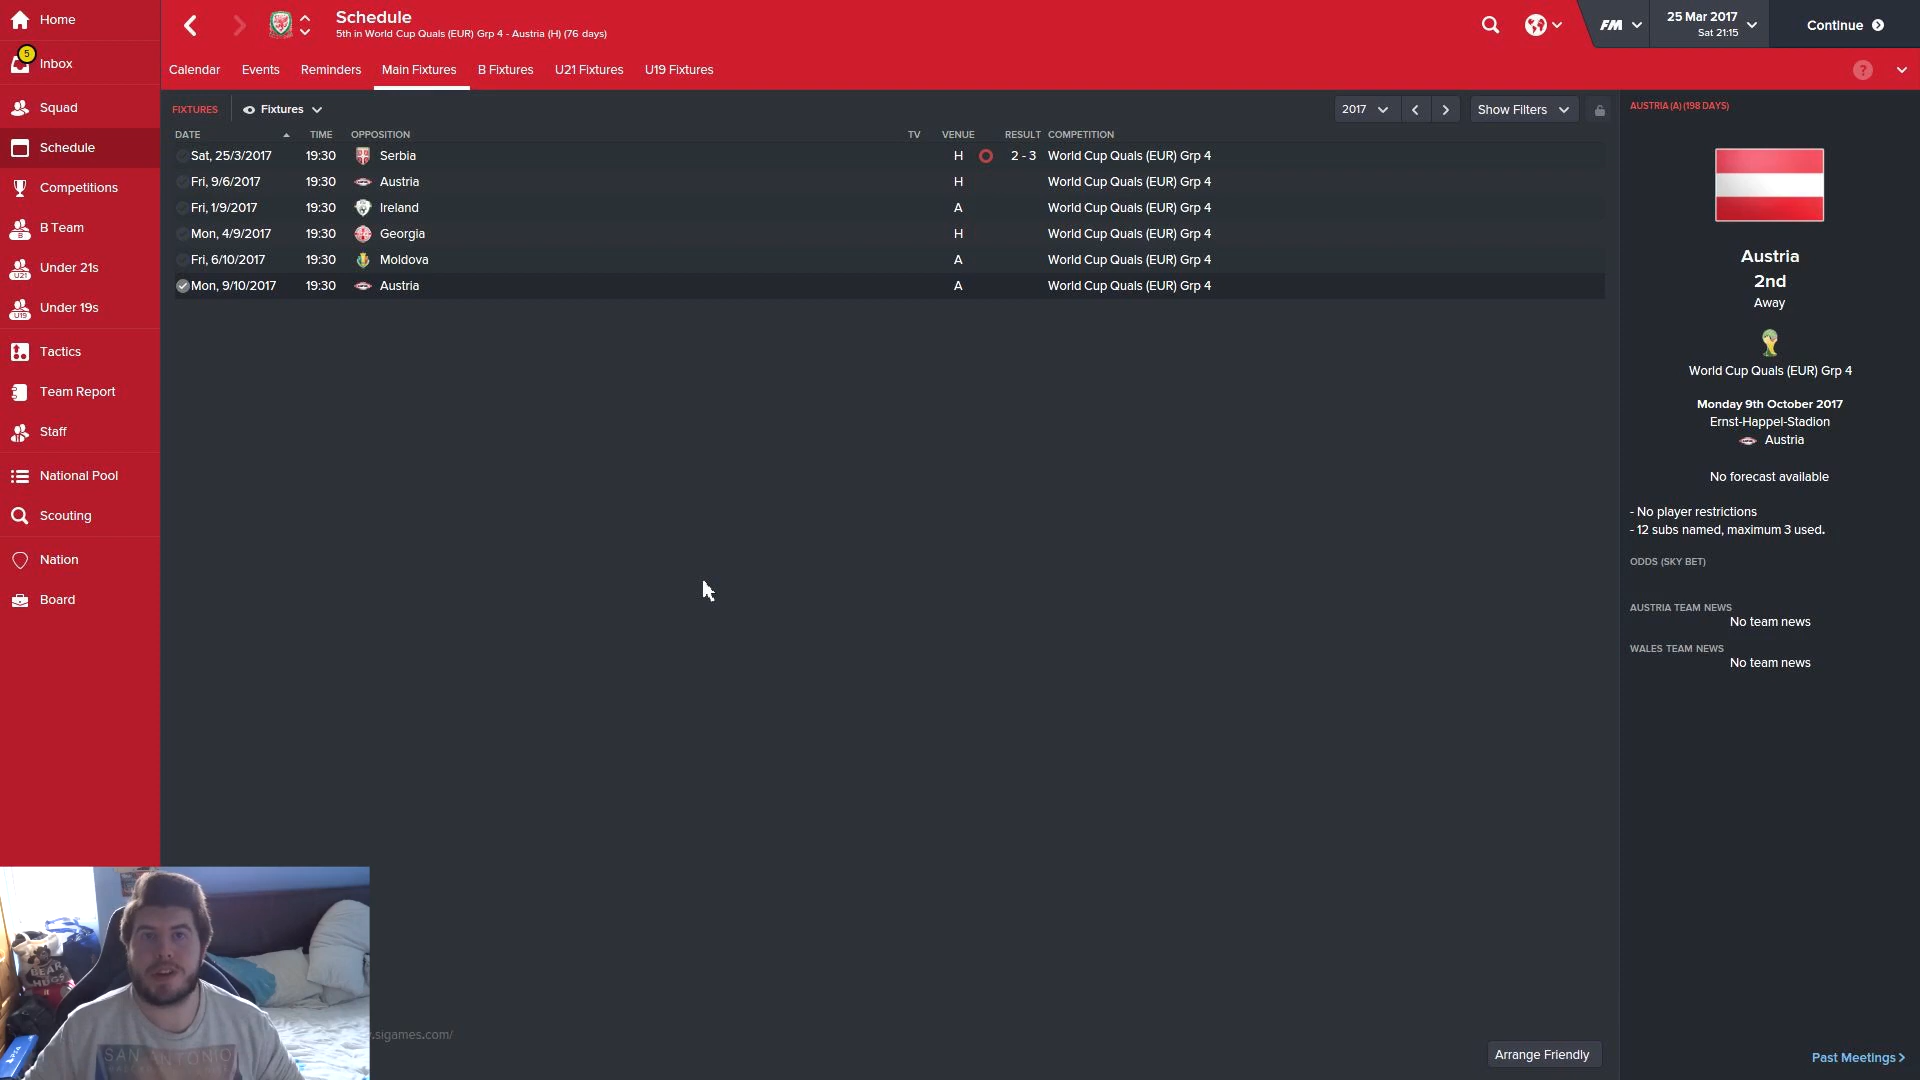 Home
5
Inbox
Squad
Schedule
Competitions
B
B Team
U21
Under 21s
U19
Under 19s
Tactics
Team Report
Staff
National Pool
Scouting
Nation
Board
Schedule
5th in World Cup Quals (EUR) Grp 4 - Austria (H) (76 days)
FM
25 Mar 2017
Sat 21:15
Continue
Calendar Events Reminders Main Fixtures B Fixtures U21 Fixtures U19 Fixtures
?
FIXTURES Fixtures 2017 Show Filters
DATE TIME OPPOSITION TV VENUE RESULT COMPETITION
Sat, 25/3/2017 19:30 Serbia H 2 - 3 World Cup Quals (EUR) Grp 4
Fri, 9/6/2017 19:30 Austria H World Cup Quals (EUR) Grp 4
Fri, 1/9/2017 19:30 Ireland A World Cup Quals (EUR) Grp 4
Mon, 4/9/2017 19:30 Georgia H World Cup Quals (EUR) Grp 4
Fri, 6/10/2017 19:30 Moldova A World Cup Quals (EUR) Grp 4
Mon, 9/10/2017 19:30 Austria A World Cup Quals (EUR) Grp 4
AUSTRIA (A) (198 DAYS)
Austria
2nd
Away
World Cup Quals (EUR) Grp 4
Monday 9th October 2017
Ernst-Happel-Stadion
Austria
No forecast available
- No player restrictions
- 12 subs named, maximum 3 used.
ODDS (SKY BET)
AUSTRIA TEAM NEWS
No team news
WALES TEAM NEWS
No team news
BEAR
HUGS
SAN ANTONIO
.sigames.com/
Arrange Friendly
Past Meetings